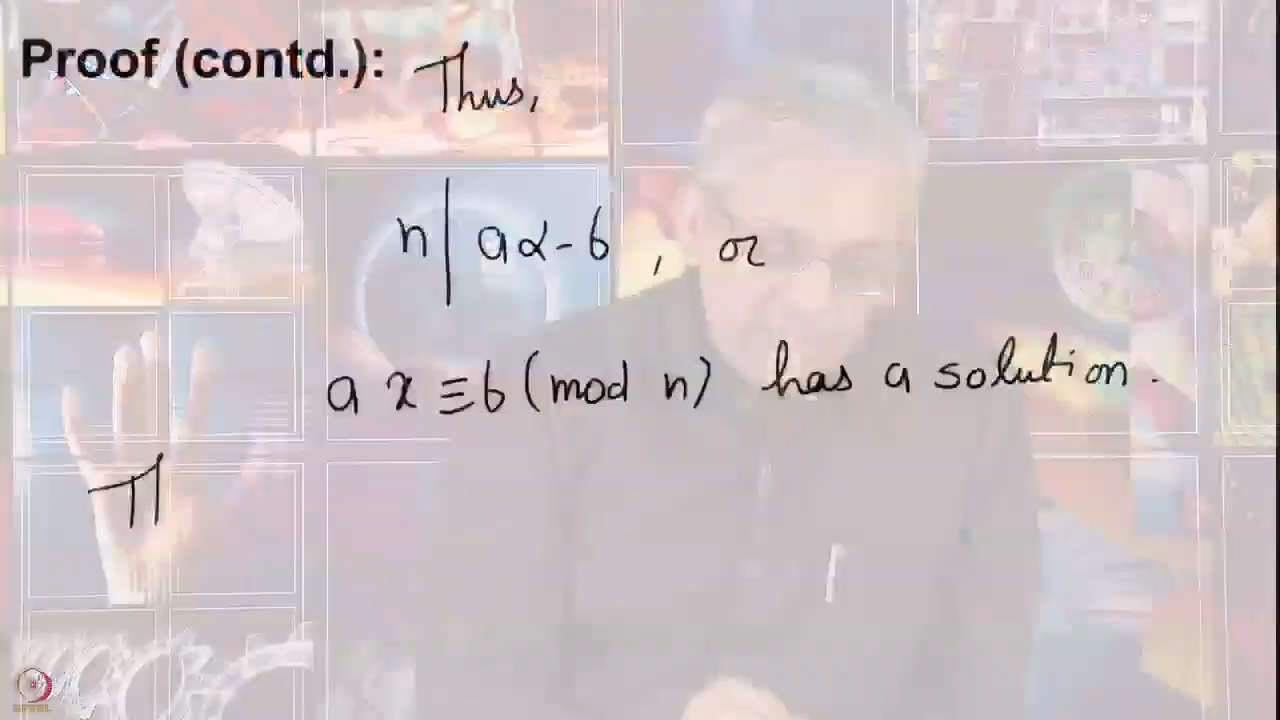 Proof (contd.): Thus,
n | aα - b , or
a x ≡ b (mod n) has a solution.